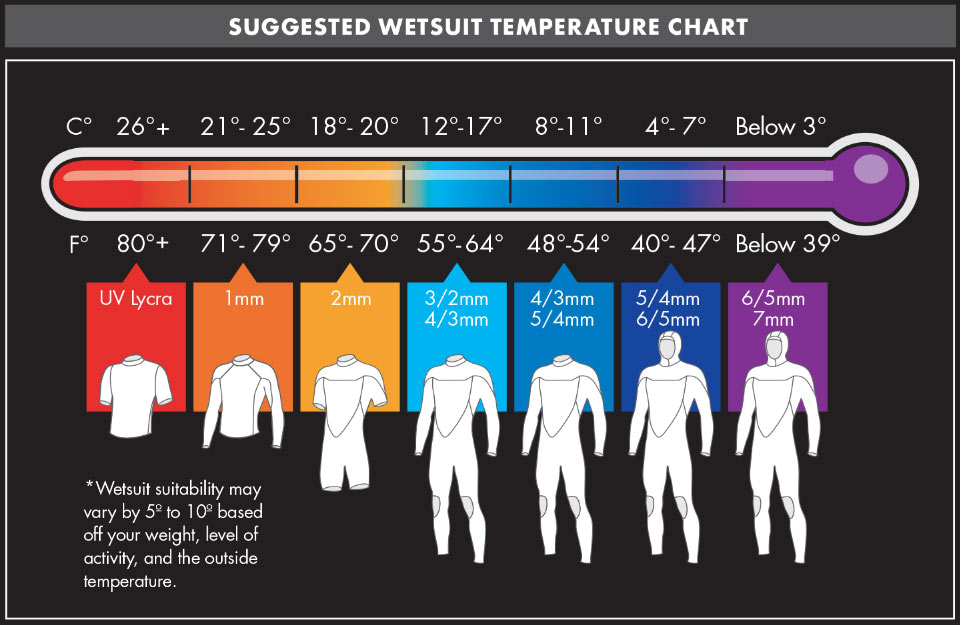 SUGGESTED WETSUIT TEMPERATURE CHART
C° 26°+ 21°- 25° 18°- 20° 12°-17° 8°-11° 4°- 7° Below 3°
F° 80°+ 71°- 79° 65°- 70° 55°- 64° 48°-54° 40°- 47° Below 39°
UV Lycra 1mm 2mm 3/2mm 4/3mm 5/4mm 6/5mm
4/3mm 5/4mm 6/5mm 7mm
*Wetsuit suitability may
vary by 5º to 10º based
off your weight, level of
activity, and the outside
temperature.